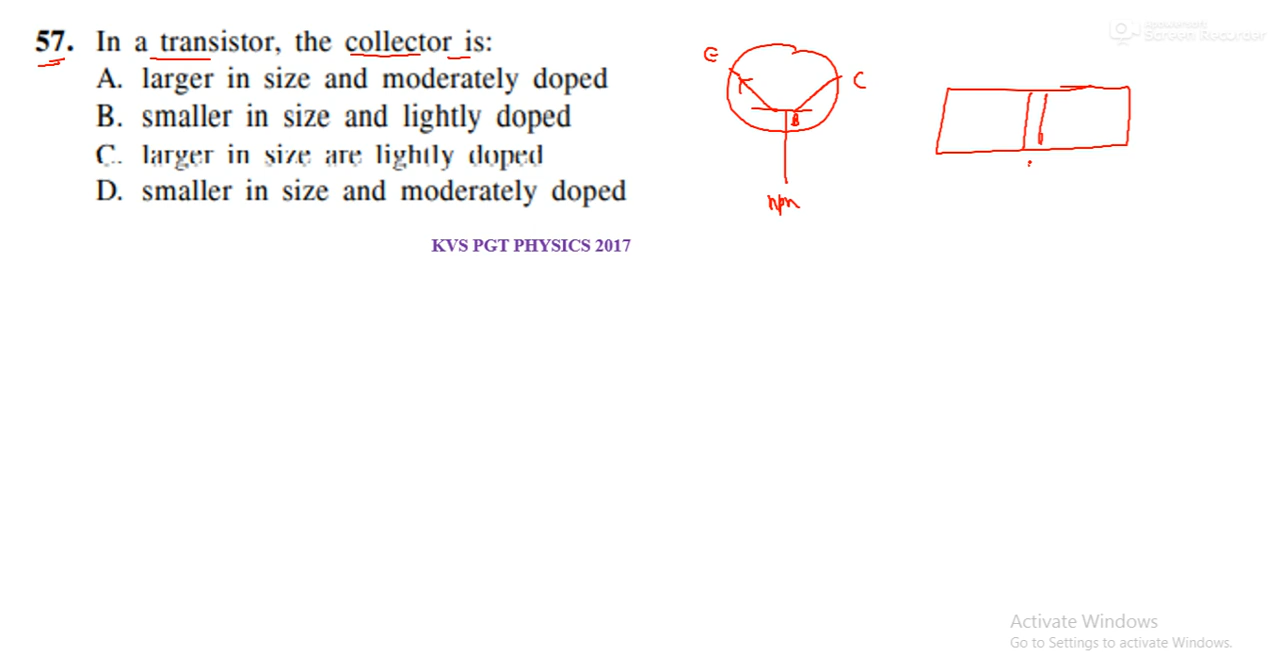 57. In a transistor, the collector is:
A. larger in size and moderately doped
B. smaller in size and lightly doped
C. larger in size are lightly doped
D. smaller in size and moderately doped
KVS PGT PHYSICS 2017
E
C
B
npn
Screen Recorder
Activate Windows
Go to Settings to activate Windows.